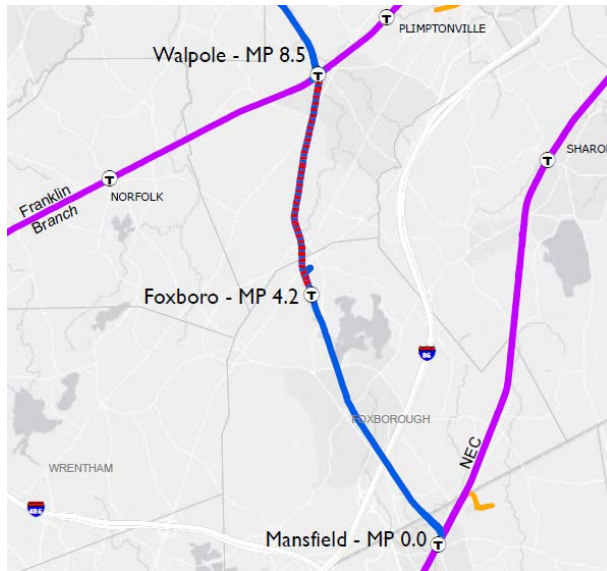 PLIMPTONVILLE
Walpole - MP 8.5
T
T
SHARON
T
T
NORFOLK
Franklin
Branch
Foxboro - MP 4.2
T
95
FOXBOROUGH
WRENTHAM
NEC
495
Mansfield - MP 0.0
T